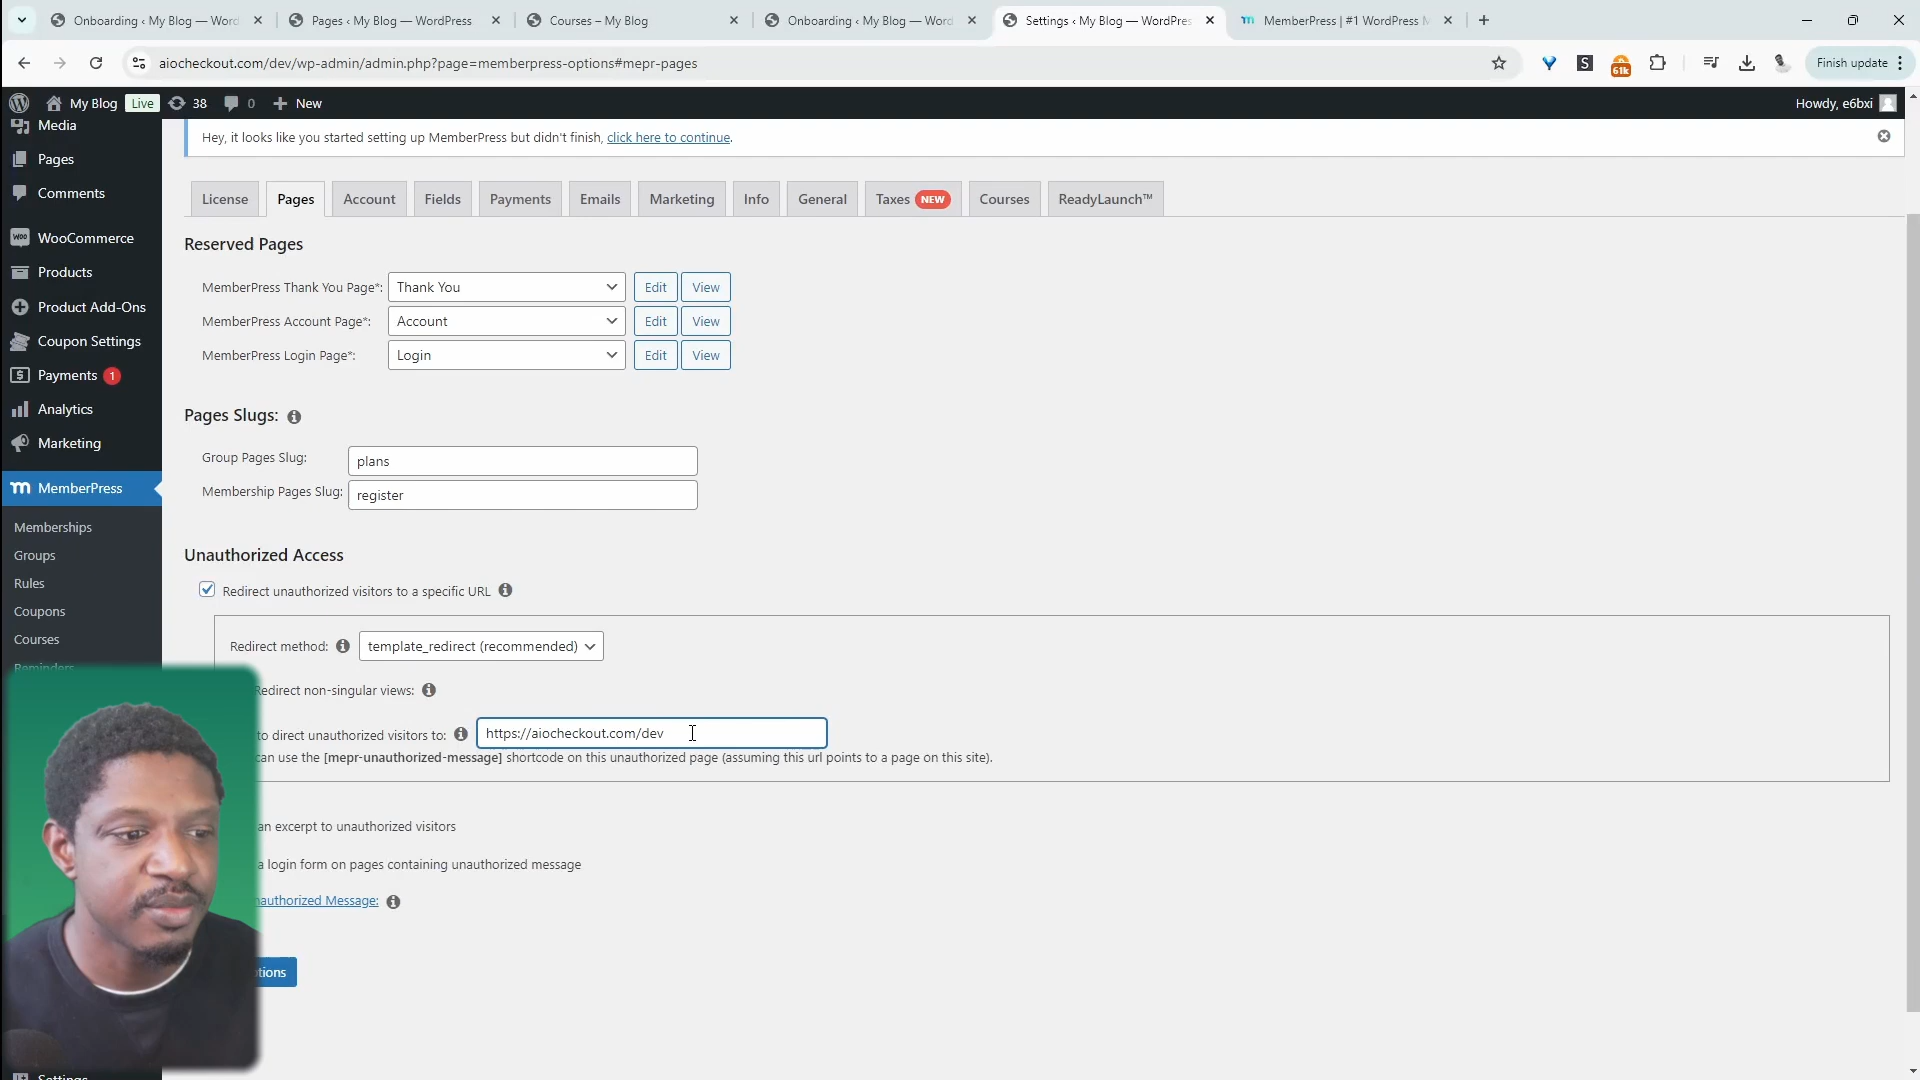 Onboarding ‹ My Blog — Word
Pages ‹ My Blog — WordPress
Courses – My Blog
Onboarding ‹ My Blog — Word
Settings ‹ My Blog — WordPres
MemberPress | #1 WordPress M
aiocheckout.com/dev/wp-admin/admin.php?page=memberpress-options#mepr-pages
S
61k
Finish update
My Blog
Live
38
0
New
Howdy, e6bxi
Media
Pages
Comments
WooCommerce
Products
Product Add-Ons
Coupon Settings
Payments 1
Analytics
Marketing
MemberPress
Memberships
Groups
Rules
Coupons
Courses
Reminders
Settings
Hey, it looks like you started setting up MemberPress but didn't finish, click here to continue.
License
Pages
Account
Fields
Payments
Emails
Marketing
Info
General
Taxes NEW
Courses
ReadyLaunch™
Reserved Pages
MemberPress Thank You Page*: Thank You Edit View
MemberPress Account Page*: Account Edit View
MemberPress Login Page*: Login Edit View
Pages Slugs:
Group Pages Slug: plans
Membership Pages Slug: register
Unauthorized Access
Redirect unauthorized visitors to a specific URL
Redirect method: template_redirect (recommended)
Redirect non-singular views:
to direct unauthorized visitors to: https://aiocheckout.com/dev
can use the [mepr-unauthorized-message] shortcode on this unauthorized page (assuming this url points to a page on this site).
an excerpt to unauthorized visitors
a login form on pages containing unauthorized message
nauthorized Message:
tions